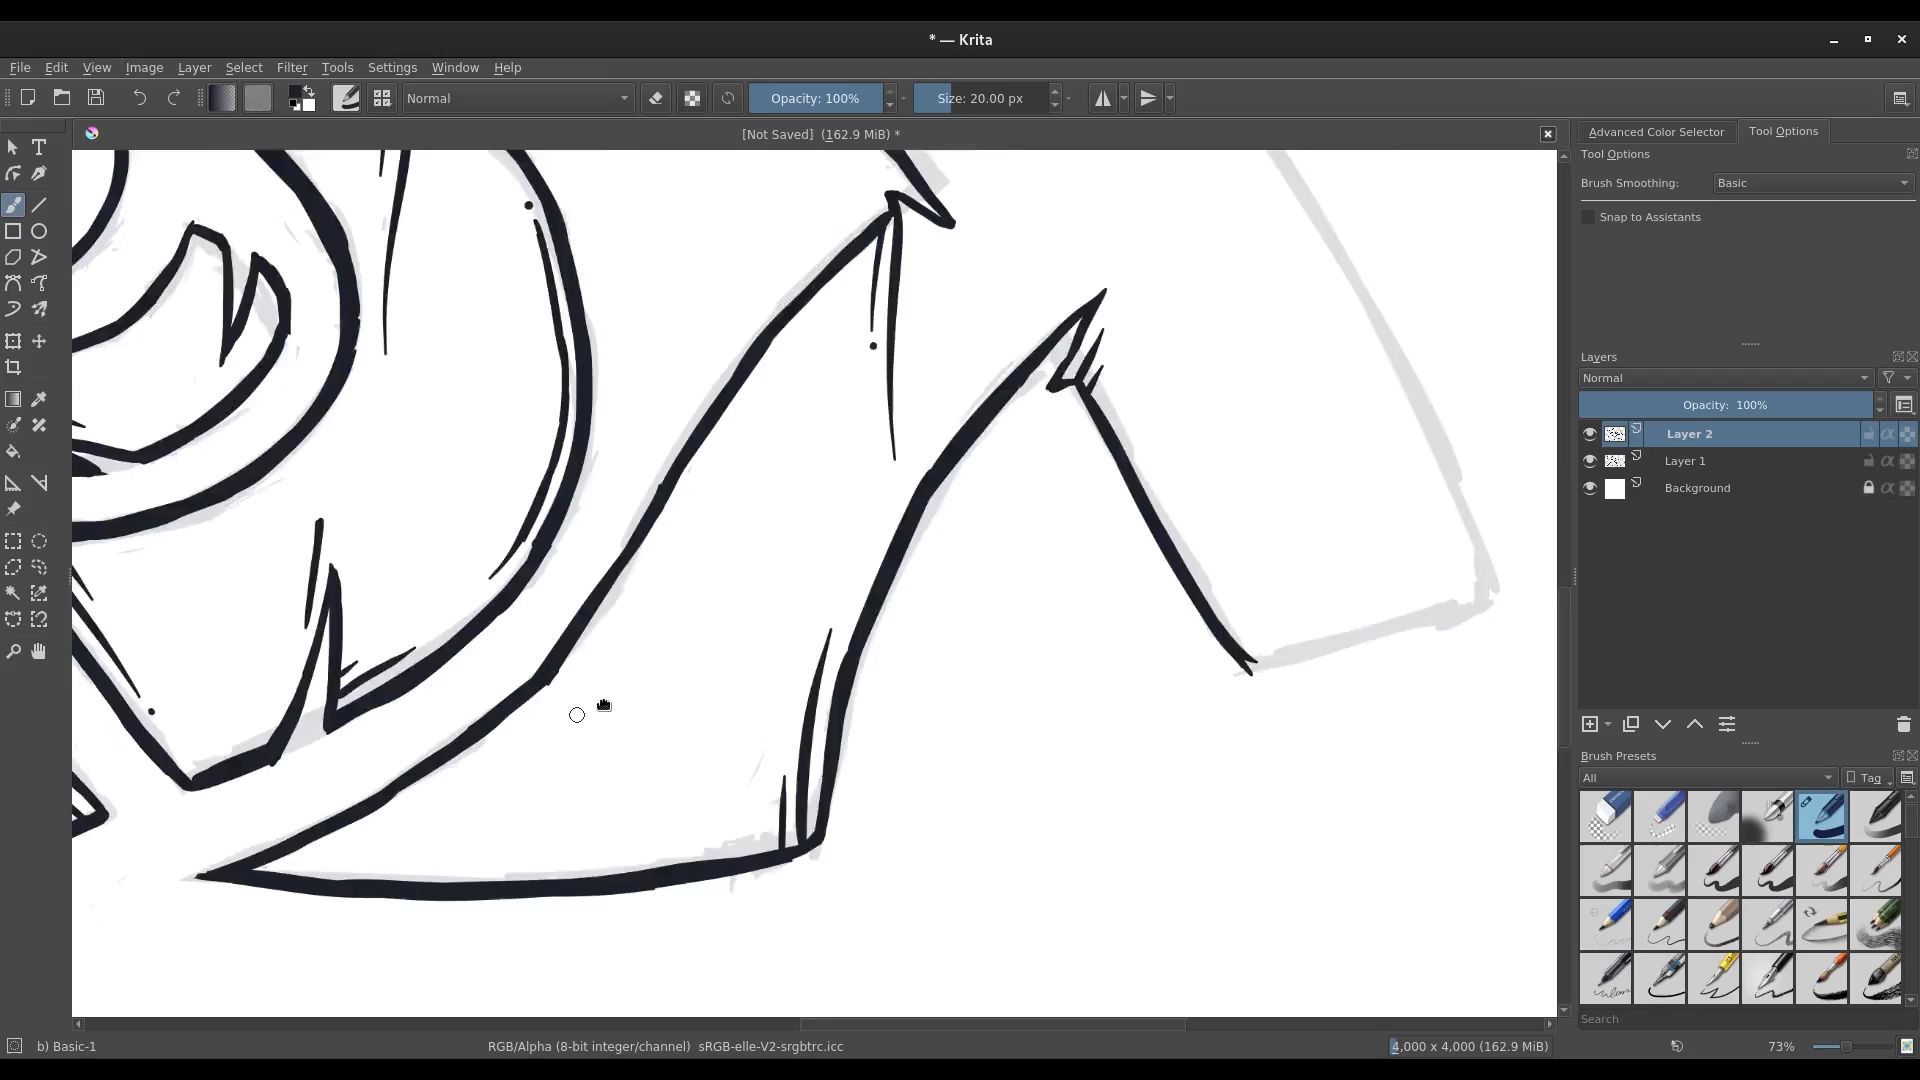 * — Krita
File Edit View Image Layer Select Filter Tools Settings Window Help
Normal Opacity: 100% Size: 20.00 px
[Not Saved] (162.9 MiB) *
Advanced Color Selector Tool Options
Tool Options
Brush Smoothing: Basic
Snap to Assistants
Layers
Normal
Opacity: 100%
Layer 2
Layer 1
Background
Brush Presets
All Tag
Search
b) Basic-1 RGB/Alpha (8-bit integer/channel) sRGB-elle-V2-srgbtrc.icc 4,000 x 4,000 (162.9 MiB) 73%